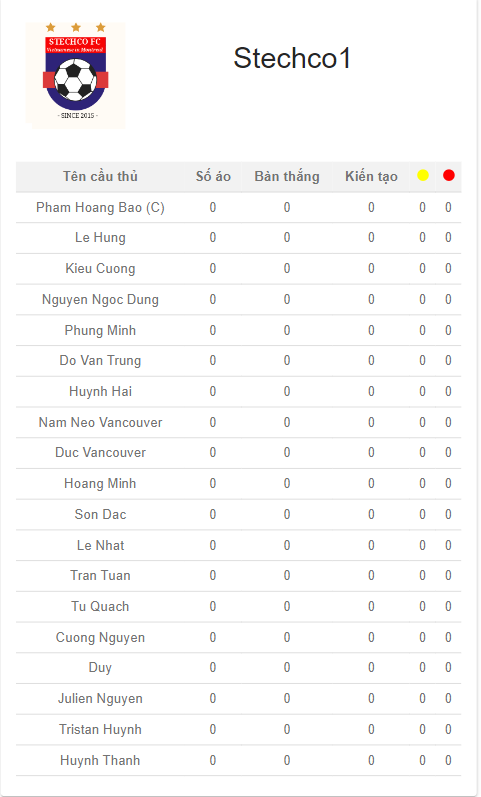 STECHCO FC
Vietnamese in Montreal
- SINCE 2015 -
Stechco1
Tên cầu thủ Số áo Bàn thắng Kiến tạo
Pham Hoang Bao (C) 0 0 0 0 0
Le Hung 0 0 0 0 0
Kieu Cuong 0 0 0 0 0
Nguyen Ngoc Dung 0 0 0 0 0
Phung Minh 0 0 0 0 0
Do Van Trung 0 0 0 0 0
Huynh Hai 0 0 0 0 0
Nam Neo Vancouver 0 0 0 0 0
Duc Vancouver 0 0 0 0 0
Hoang Minh 0 0 0 0 0
Son Dac 0 0 0 0 0
Le Nhat 0 0 0 0 0
Tran Tuan 0 0 0 0 0
Tu Quach 0 0 0 0 0
Cuong Nguyen 0 0 0 0 0
Duy 0 0 0 0 0
Julien Nguyen 0 0 0 0 0
Tristan Huynh 0 0 0 0 0
Huynh Thanh 0 0 0 0 0